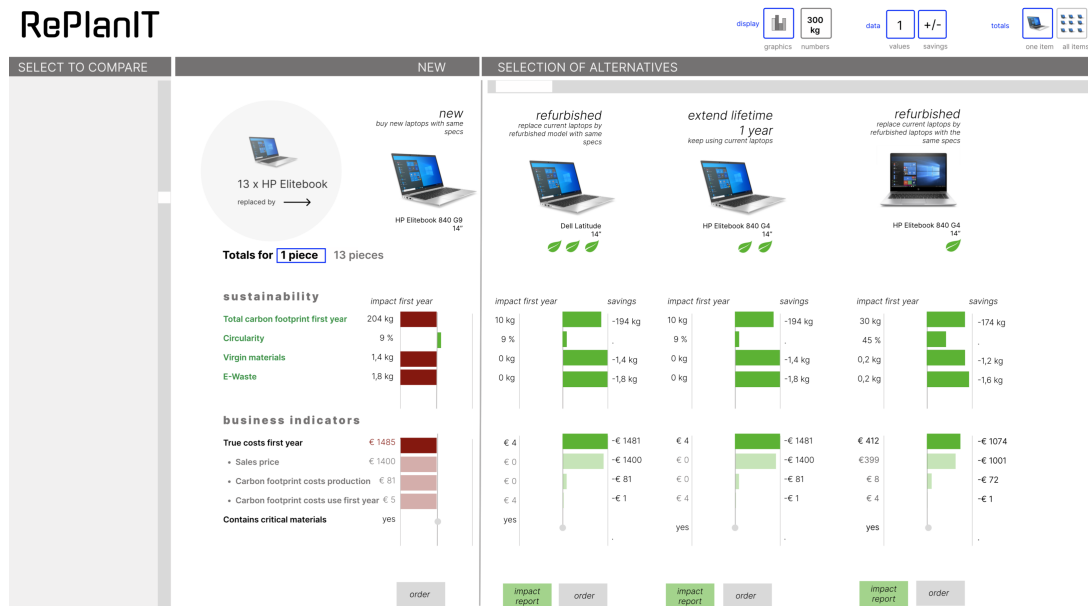 RePlanIT
display
300
kg
graphics
numbers
data
1
+/-
values
savings
totals
one item
all items
SELECT TO COMPARE
NEW
SELECTION OF ALTERNATIVES
13 x HP Elitebook
replaced by
Totals for 1 piece 13 pieces
new
buy new laptops with same
specs
HP Elitebook 840 G9
14"
refurbished
replace current laptops by
refurbished model with same
specs
Dell Latitude
14"
extend lifetime
1 year
keep using current laptops
HP Elitebook 840 G4
14"
refurbished
replace current laptops by
refurbished laptops with the
same specs
HP Elitebook 840 G4
14"
sustainability
impact first year
impact first year savings
impact first year savings
impact first year savings
Total carbon footprint first year 204 kg 10 kg -194 kg 10 kg -194 kg 30 kg -174 kg
Circularity 9 % 9 % . 9 % . 45 % .
Virgin materials 1,4 kg 0 kg -1,4 kg 0 kg -1,4 kg 0,2 kg -1,2 kg
E-Waste 1,8 kg 0 kg -1,8 kg 0 kg -1,8 kg 0,2 kg -1,6 kg
business indicators
True costs first year € 1485 € 4 -€ 1481 € 4 -€ 1481 € 412 -€ 1074
• Sales price € 1400 € 0 -€ 1400 € 0 -€ 1400 €399 -€ 1001
• Carbon footprint costs production € 81 € 0 -€ 81 € 0 -€ 81 € 8 -€ 72
• Carbon footprint costs use first year € 5 € 4 -€ 1 € 4 -€ 1 € 4 -€ 1
Contains critical materials yes yes . yes . yes .
order
impact
report
order
impact
report
order
impact
report
order